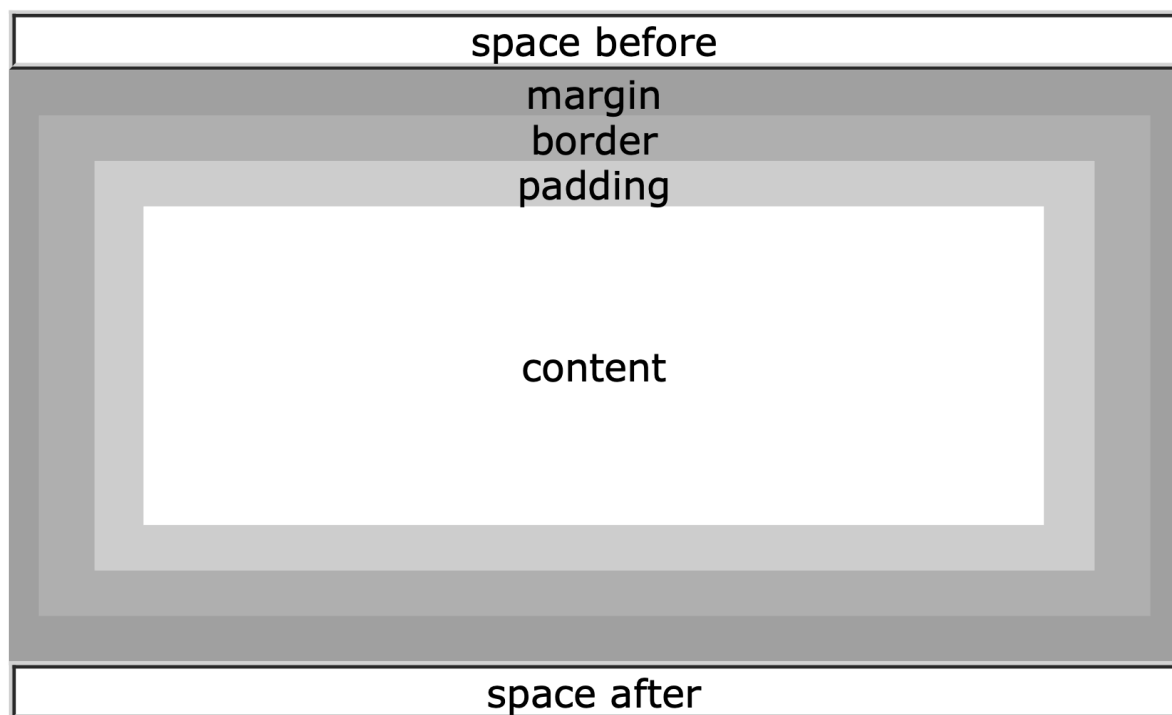 space before
margin
border
padding
content
space after